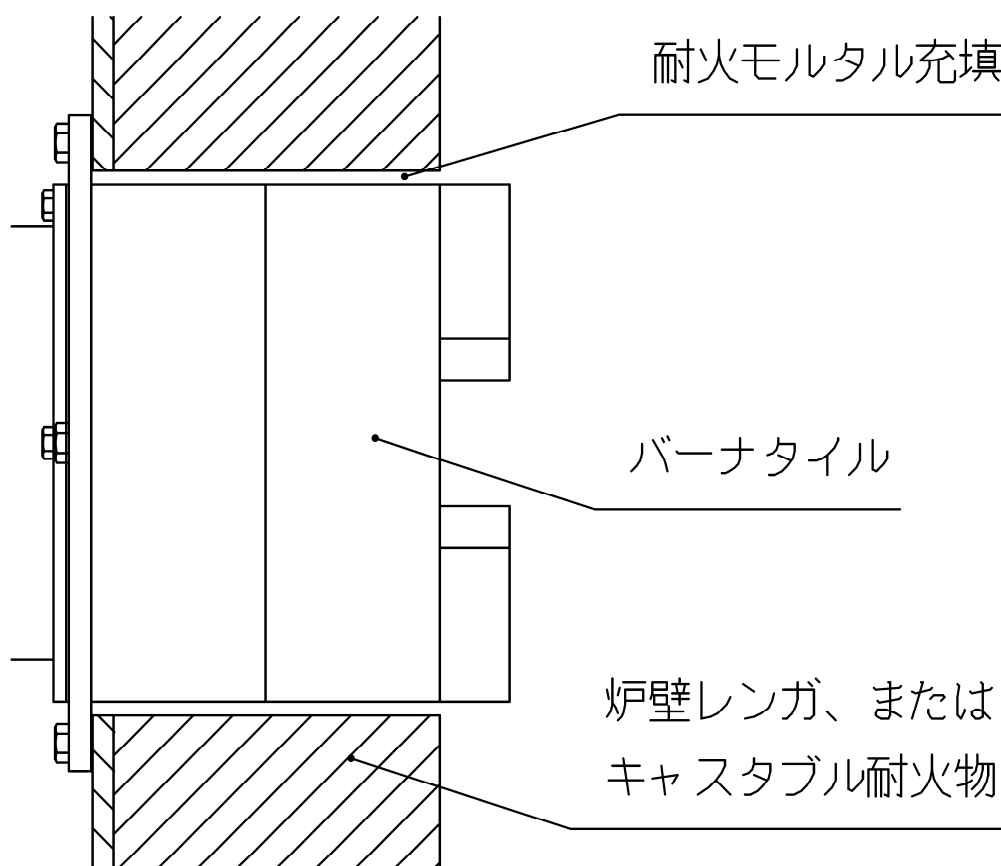 耐火モルタル充填
バーナタイル
炉壁レンガ、または
キャスタブル耐火物